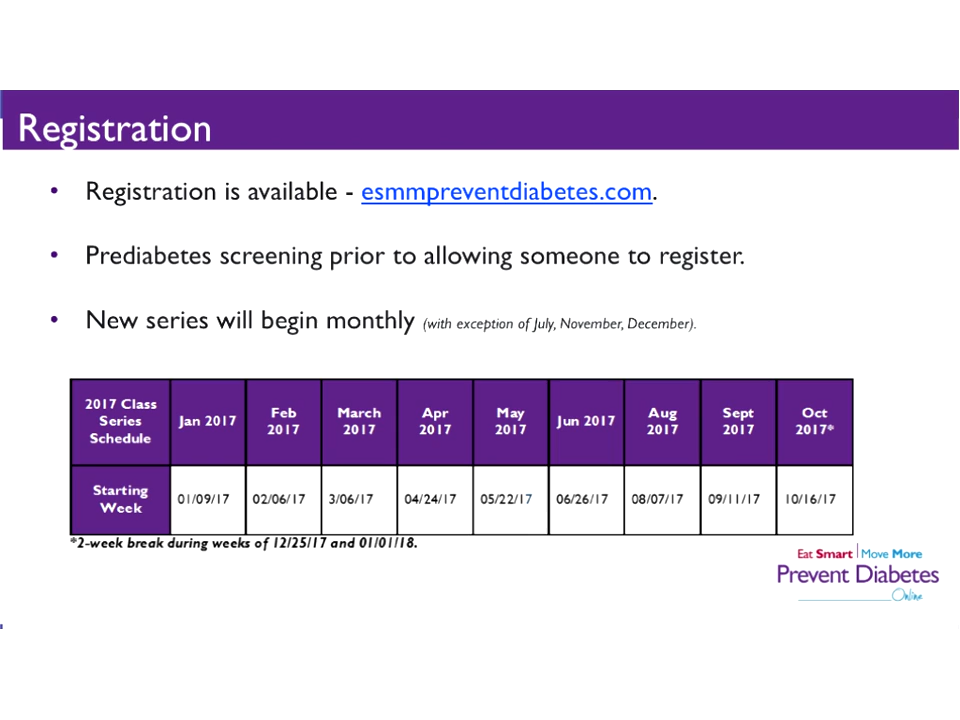 Registration
• Registration is available - esmmpreventdiabetes.com.
• Prediabetes screening prior to allowing someone to register.
• New series will begin monthly (with exception of July, November, December).
2017 Class Series Schedule Jan 2017 Feb 2017 March 2017 Apr 2017 May 2017 Jun 2017 Aug 2017 Sept 2017 Oct 2017*
Starting Week 01/09/17 02/06/17 3/06/17 04/24/17 05/22/17 06/26/17 08/07/17 09/11/17 10/16/17
*2-week break during weeks of 12/25/17 and 01/01/18.
Eat Smart Move More
Prevent Diabetes
Online